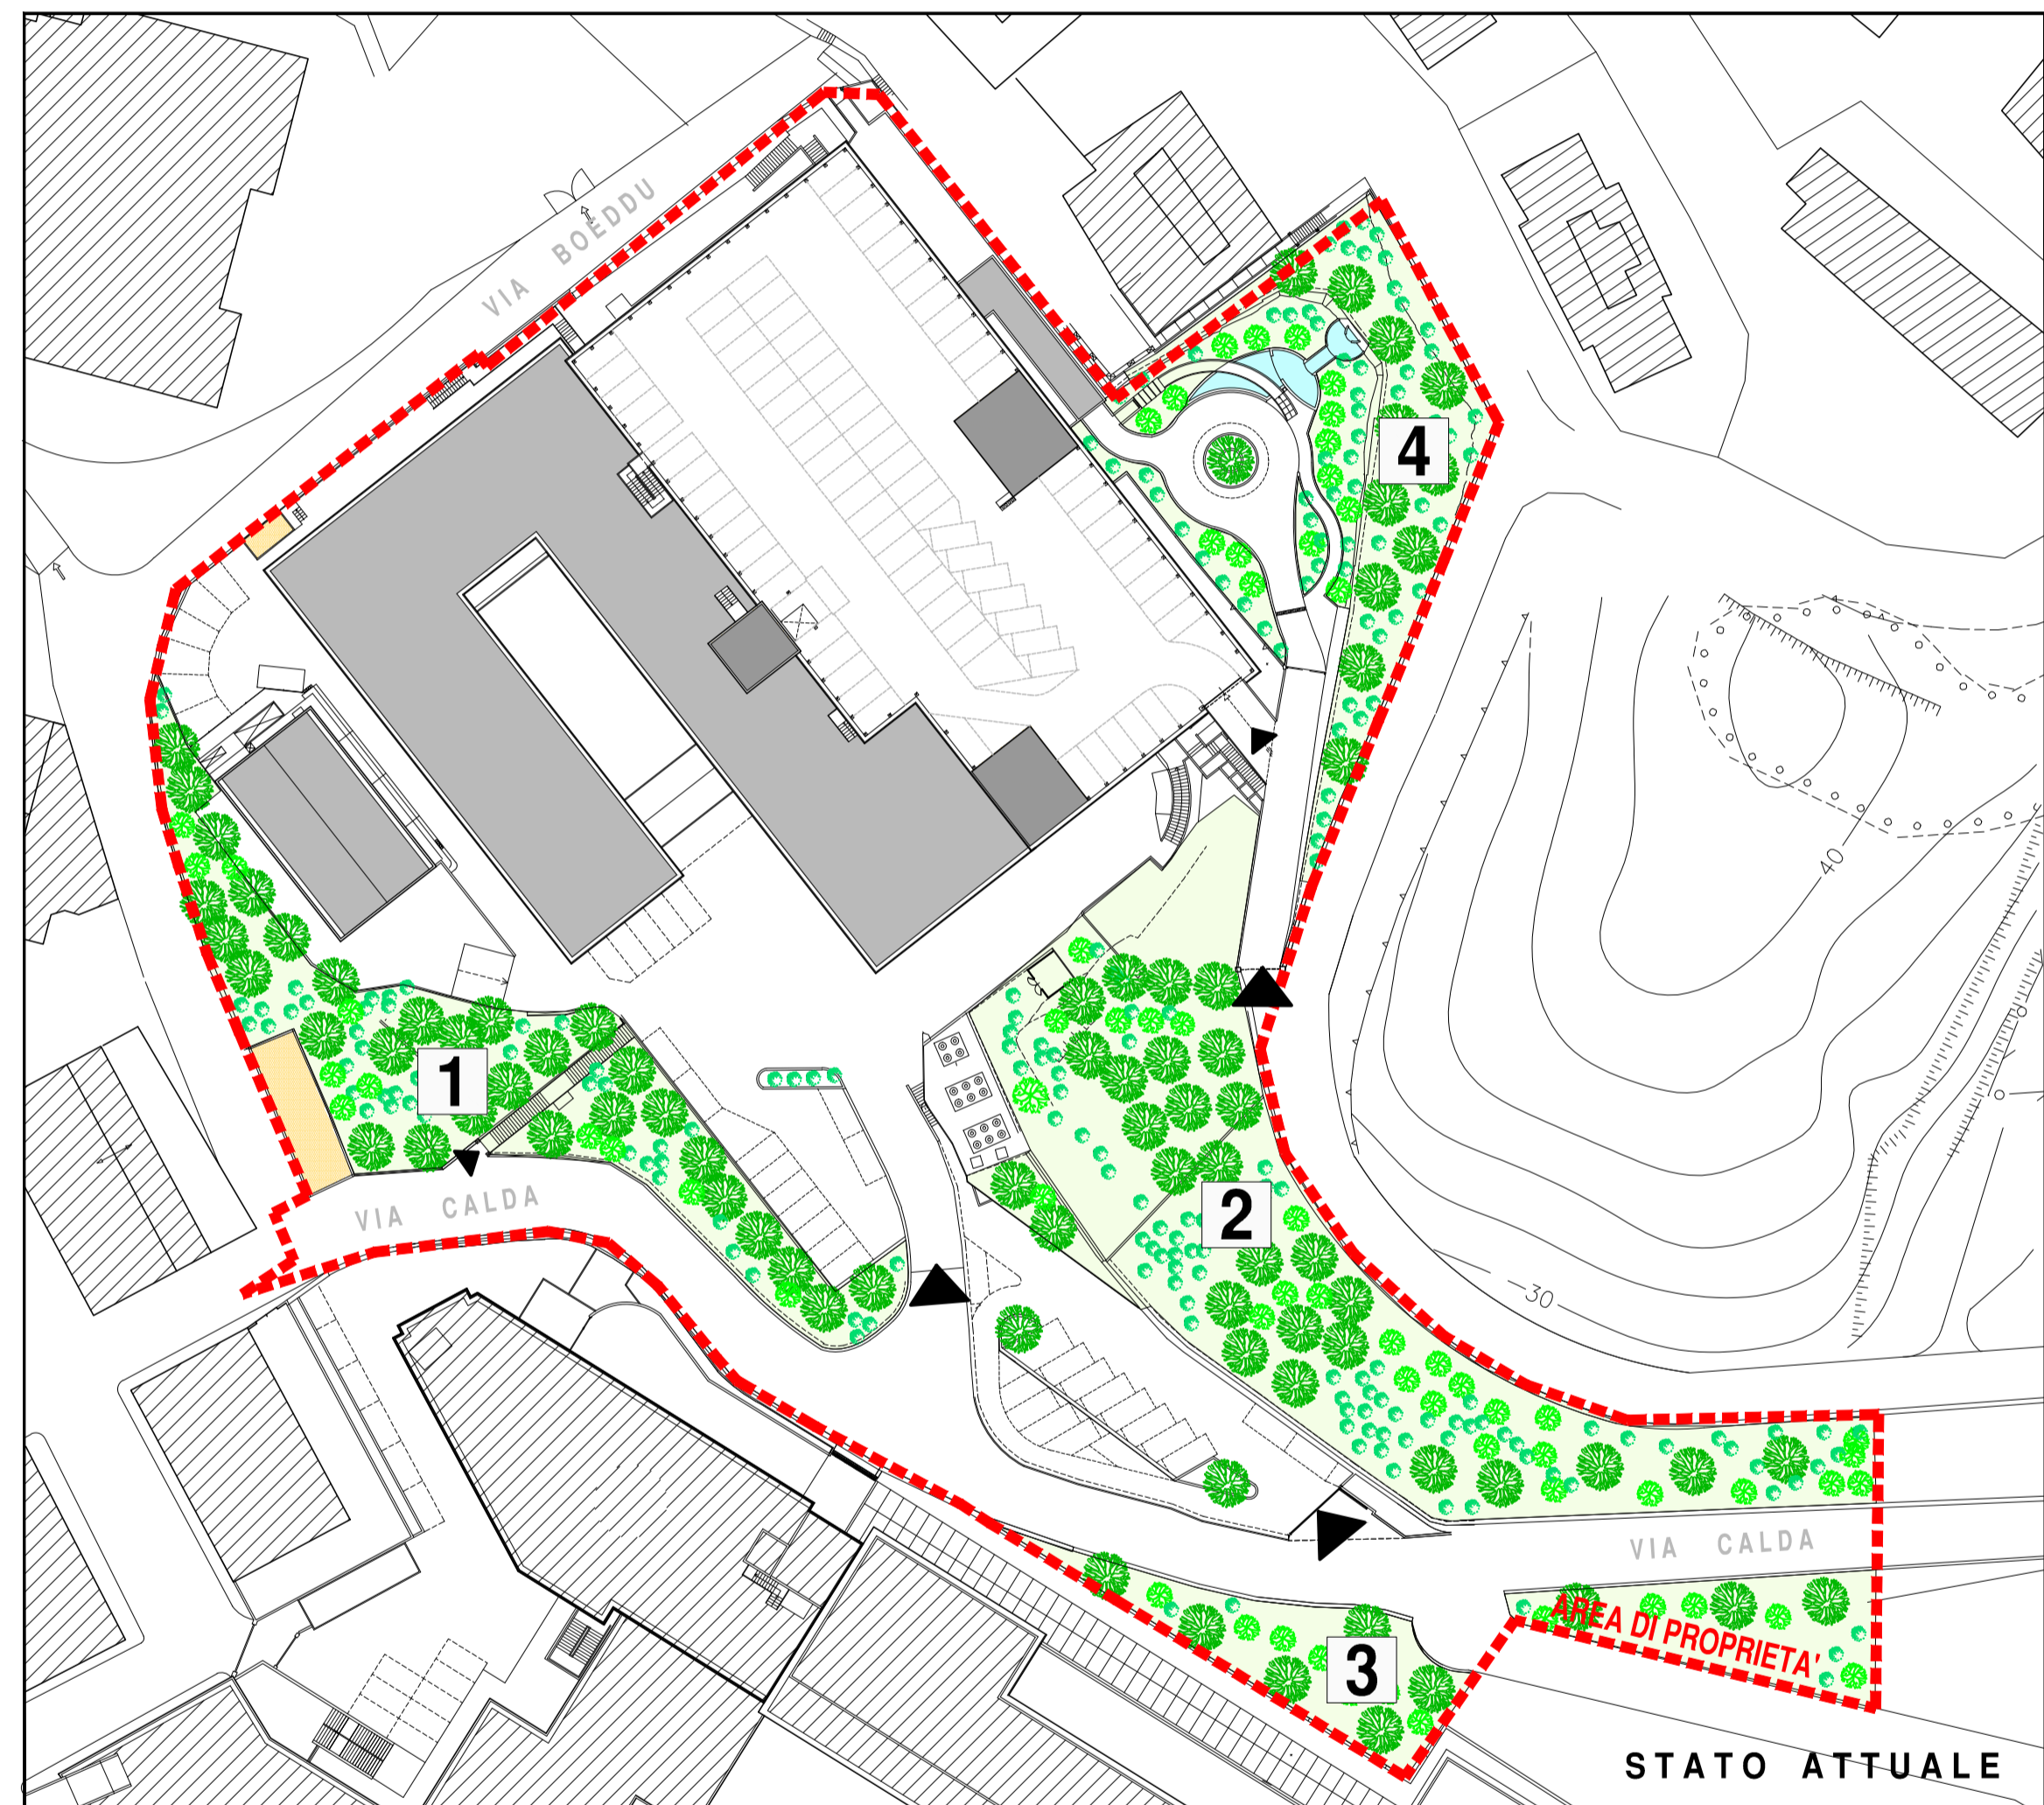 VIA BOEDDU
4
40
1
VIA CALDA
2
30
VIA CALDA
AREA DI PROPRIETA'
3
STATO ATTUALE